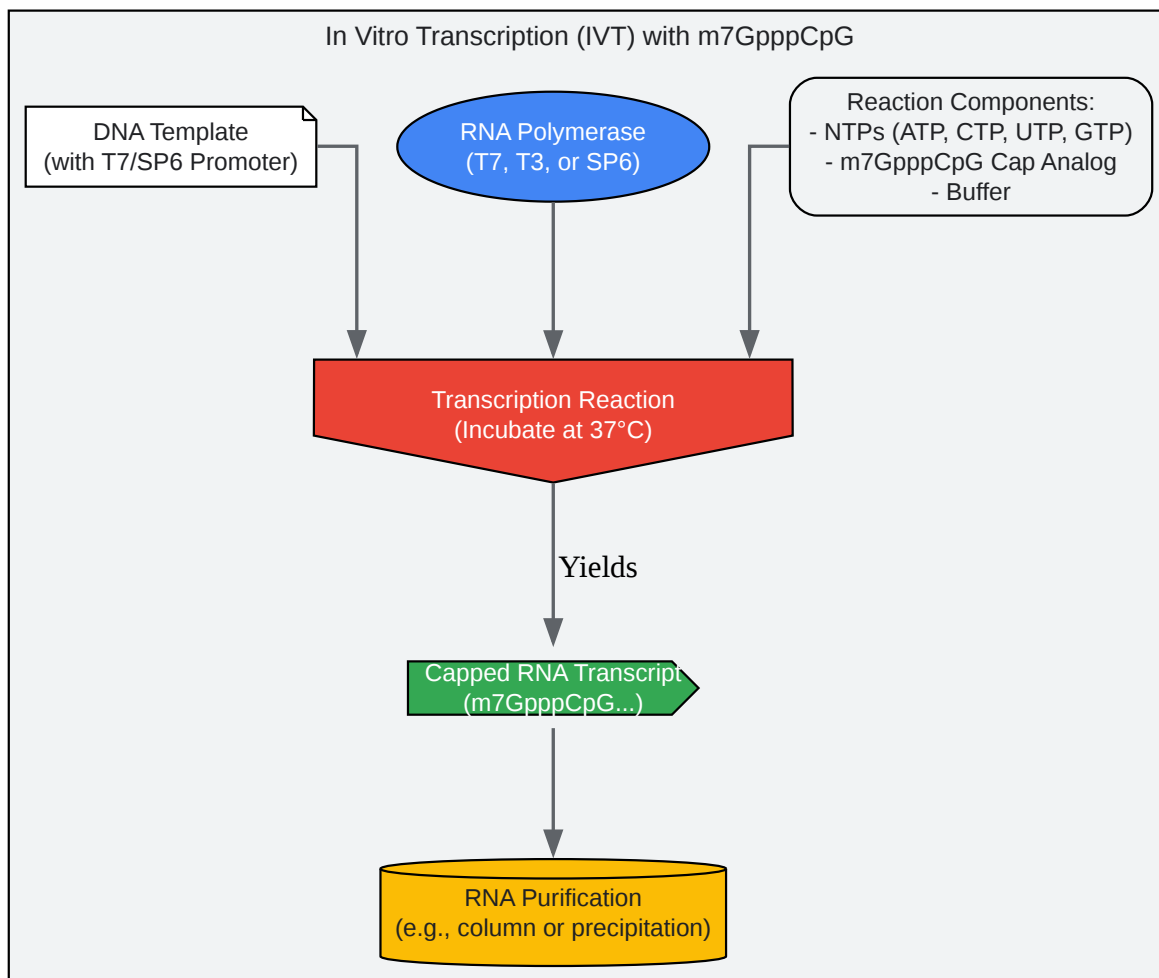 In Vitro Transcription (IVT) with m7GpppCpG
DNA Template
(with T7/SP6 Promoter)
RNA Polymerase
(T7, T3, or SP6)
Reaction Components:
- NTPs (ATP, CTP, UTP, GTP)
- m7GpppCpG Cap Analog
- Buffer
Transcription Reaction
(Incubate at 37°C)
Yields
Capped RNA Transcript
(m7GpppCpG...)
RNA Purification
(e.g., column or precipitation)